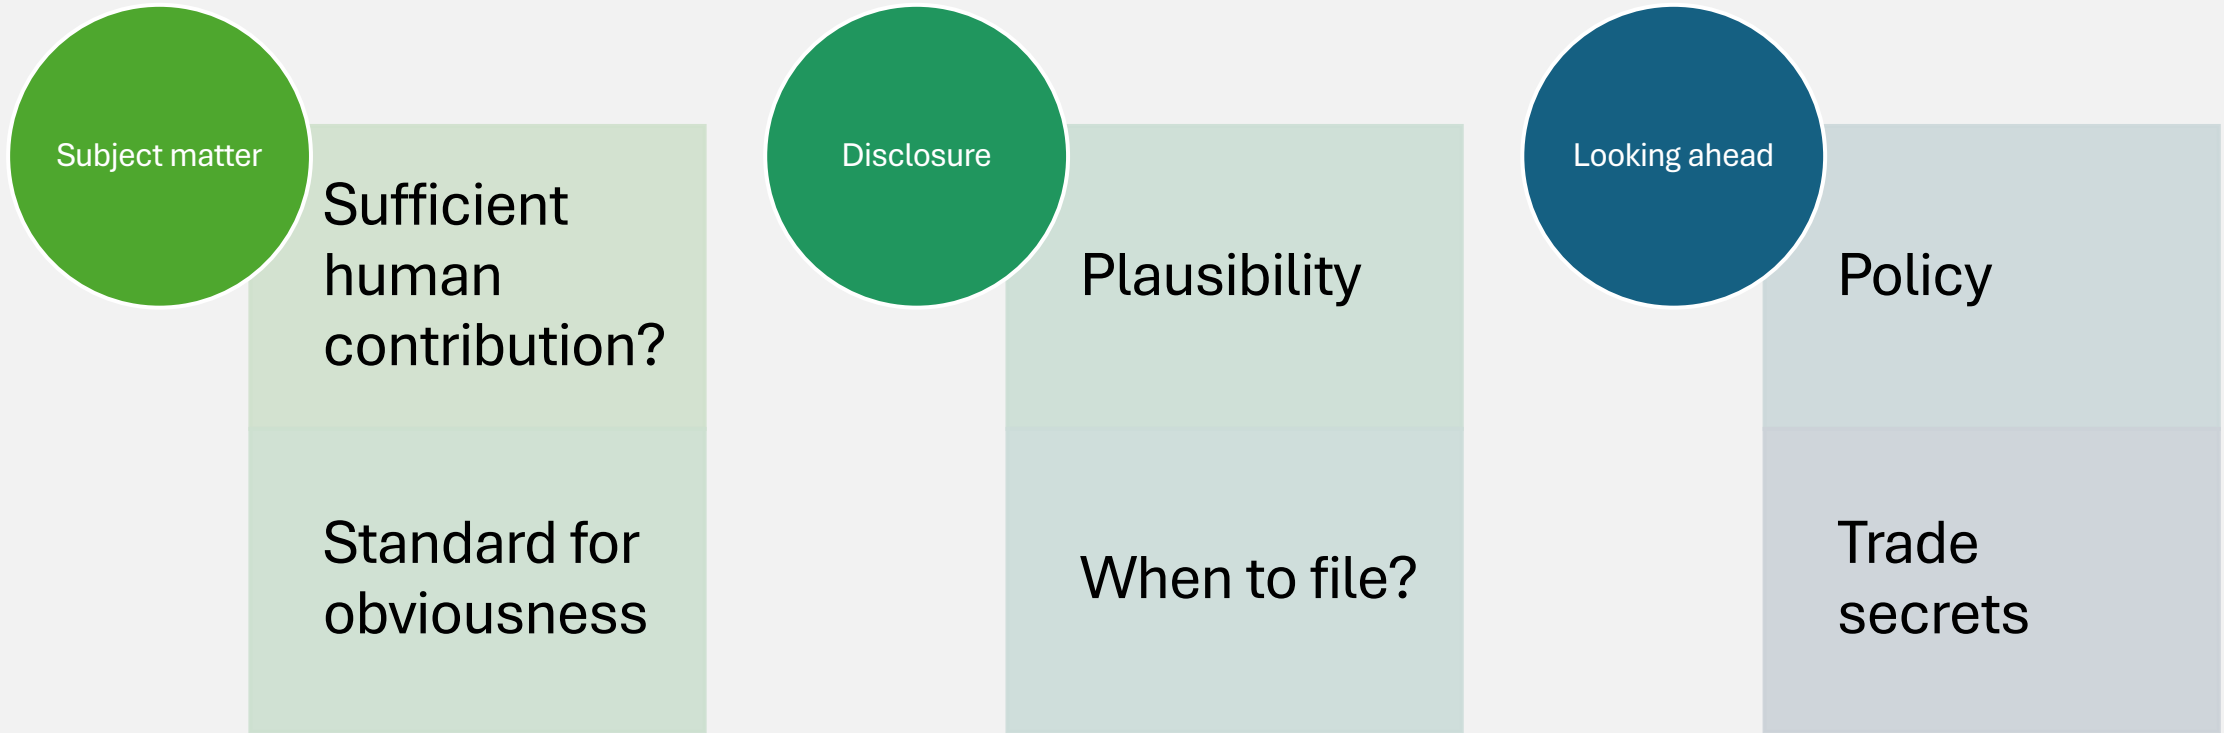 Subject matter
Sufficient
human
contribution?
Standard for
obviousness
Disclosure
Plausibility
When to file?
Looking ahead
Policy
Trade
secrets